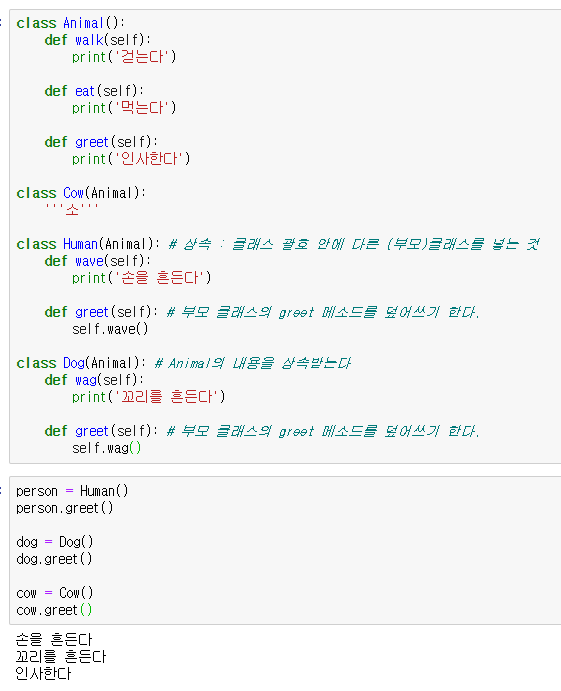 class Animal():
    def walk(self):
        print('걷는다')

    def eat(self):
        print('먹는다')

    def greet(self):
        print('인사한다')

class Cow(Animal):
    '''소'''

class Human(Animal): # 상속 : 클래스 괄호 안에 다른 (부모)클래스를 넣는 것
    def wave(self):
        print('손을 흔든다')

    def greet(self): # 부모 클래스의 greet 메소드를 덮어쓰기 한다.
        self.wave()

class Dog(Animal): # Animal의 내용을 상속받는다
    def wag(self):
        print('꼬리를 흔든다')

    def greet(self): # 부모 클래스의 greet 메소드를 덮어쓰기 한다.
        self.wag()

person = Human()
person.greet()

dog = Dog()
dog.greet()

cow = Cow()
cow.greet()

손을 흔든다
꼬리를 흔든다
인사한다